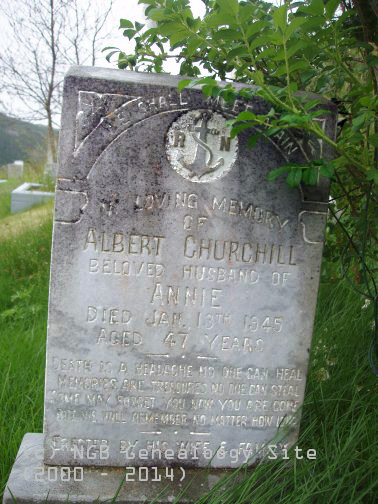 WE SHALL MEET
R N
IN LOVING MEMORY
OF
ALBERT CHURCHILL
BELOVED HUSBAND OF
ANNIE
DIED JAN. 13TH 1945
AGED 47 YEARS
DEATH IS A HEADACHE NO ONE CAN HEAL
MEMORIES ARE TREASURES NO ONE CAN STEAL
SOME MAY FORGET YOU NOW YOU ARE GONE
BUT WE WILL REMEMBER NO MATTER HOW LONG
ERECTED BY HIS WIFE & FAMILY
(c) NGB Genealogy Site
2000 - 2014)